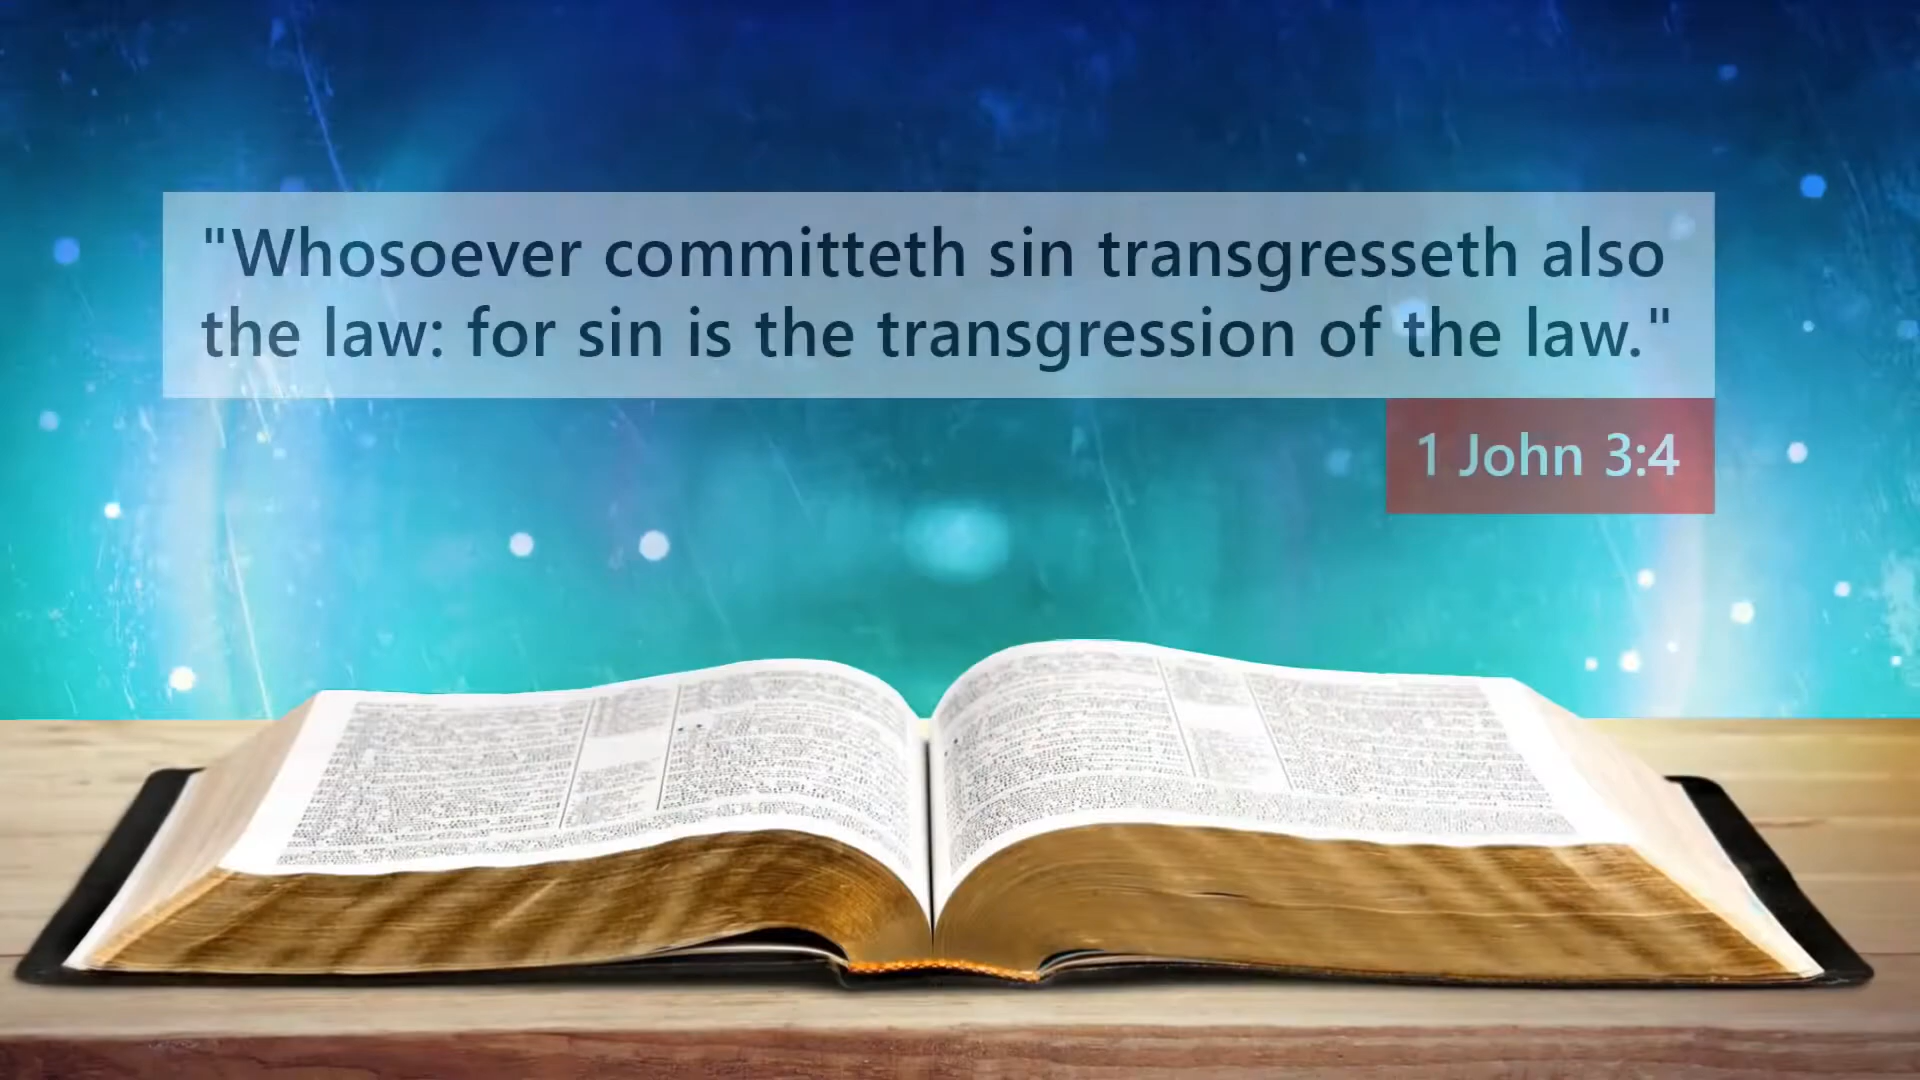 "Whosoever committeth sin transgresseth also
the law: for sin is the transgression of the law."
1 John 3:4